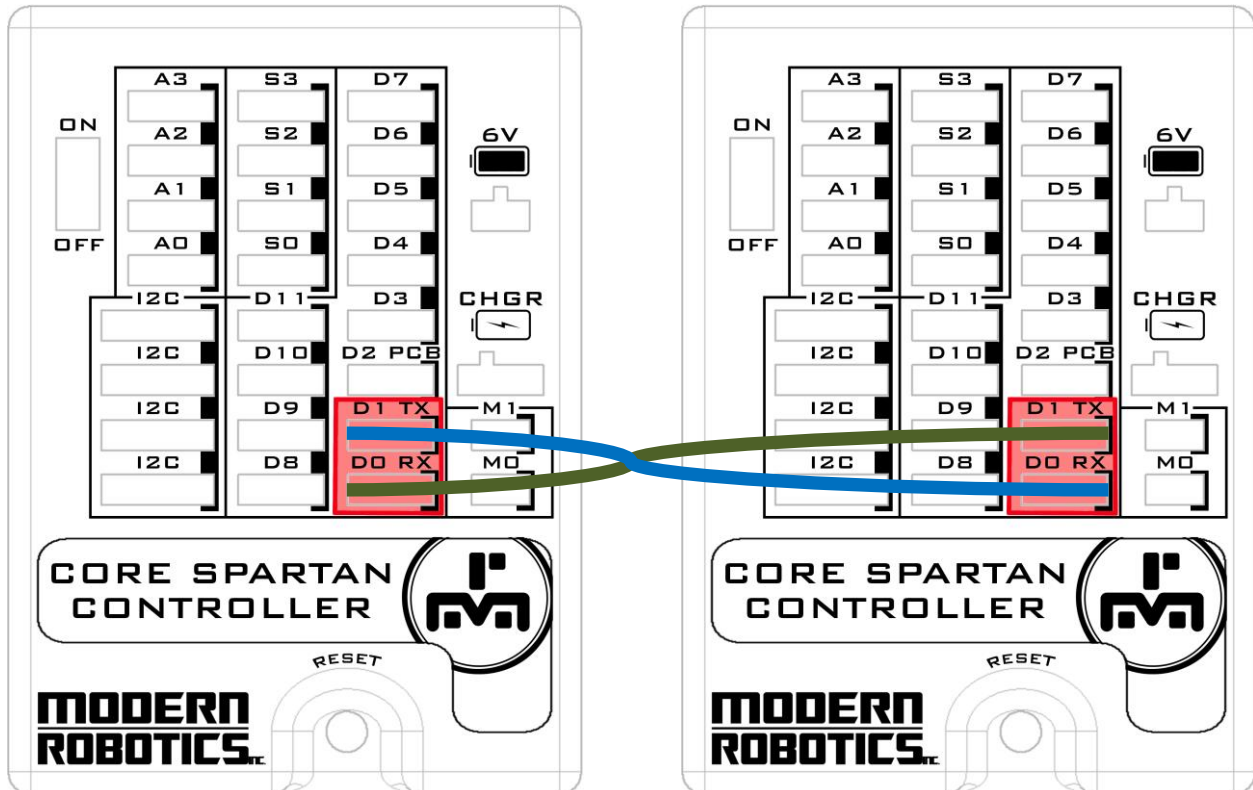 A3 S3 D7
ON A2 S2 D6 6V
A1 S1 D5
OFF A0 S0 D4
I2C D11 D3 CHGR
I2C D10 D2 PCB
I2C D9 D1 TX M1
I2C D8 D0 RX M0
CORE SPARTAN
CONTROLLER
RESET
MODERN
ROBOTICS INC.
A3 S3 D7
ON A2 S2 D6 6V
A1 S1 D5
OFF A0 S0 D4
I2C D11 D3 CHGR
I2C D10 D2 PCB
I2C D9 D1 TX M1
I2C D8 D0 RX M0
CORE SPARTAN
CONTROLLER
RESET
MODERN
ROBOTICS INC.